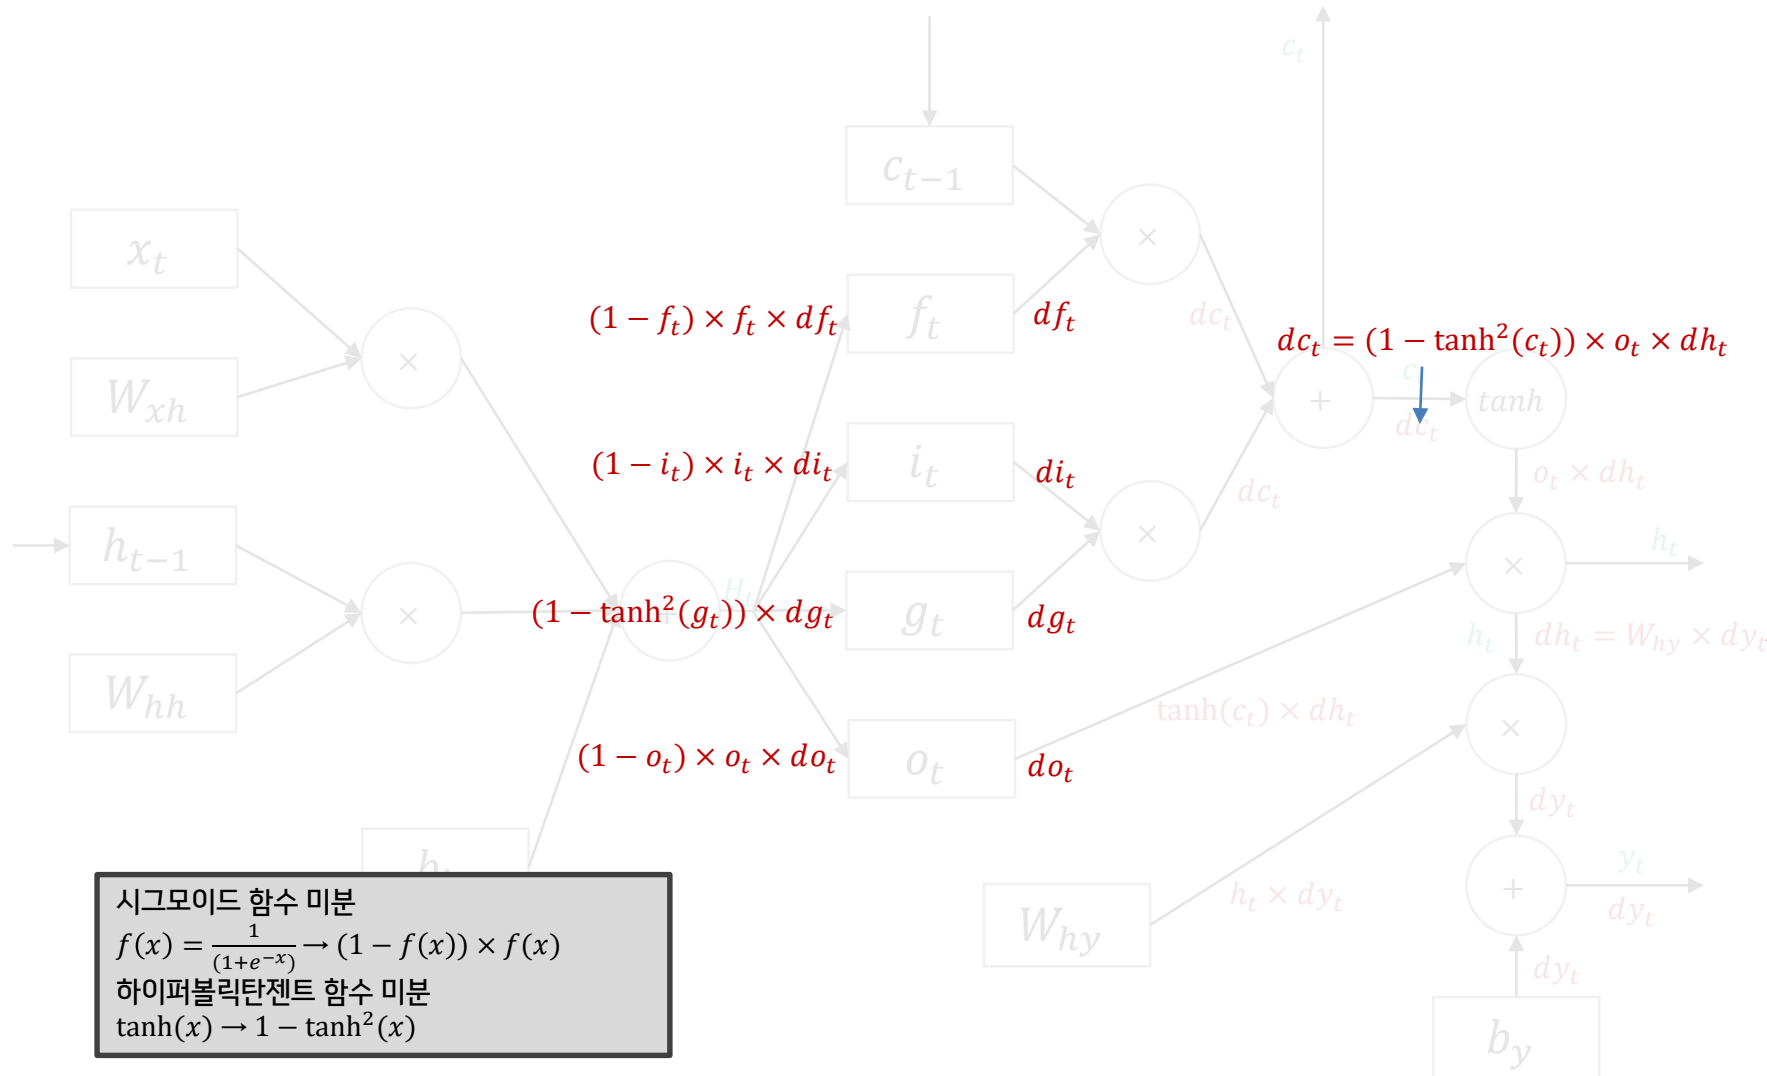 c_t
c_{t−1}
×
x_t
(1 − f_t) × f_t × df_t
f_t
df_t
dc_t
dc_t = (1 − tanh²(c_t)) × o_t × dh_t
×
W_{xh}
+
tanh
dc_t
(1 − i_t) × i_t × di_t
i_t
di_t
dc_t
o_t × dh_t
h_{t−1}
×
×
h_t
H_t
(1 − tanh²(g_t)) × dg_t
×
g_t
dg_t
h_t
dh_t = W_{hy} × dy_t
W_{hh}
tanh(c_t) × dh_t
×
(1 − o_t) × o_t × do_t
o_t
do_t
dy_t
y_t
+
h_t × dy_t
dy_t
W_{hy}
dy_t
b_y
시그모이드 함수 미분
f(x) = 1/(1+e^{−x}) → (1 − f(x)) × f(x)
하이퍼볼릭탄젠트 함수 미분
tanh(x) → 1 − tanh²(x)